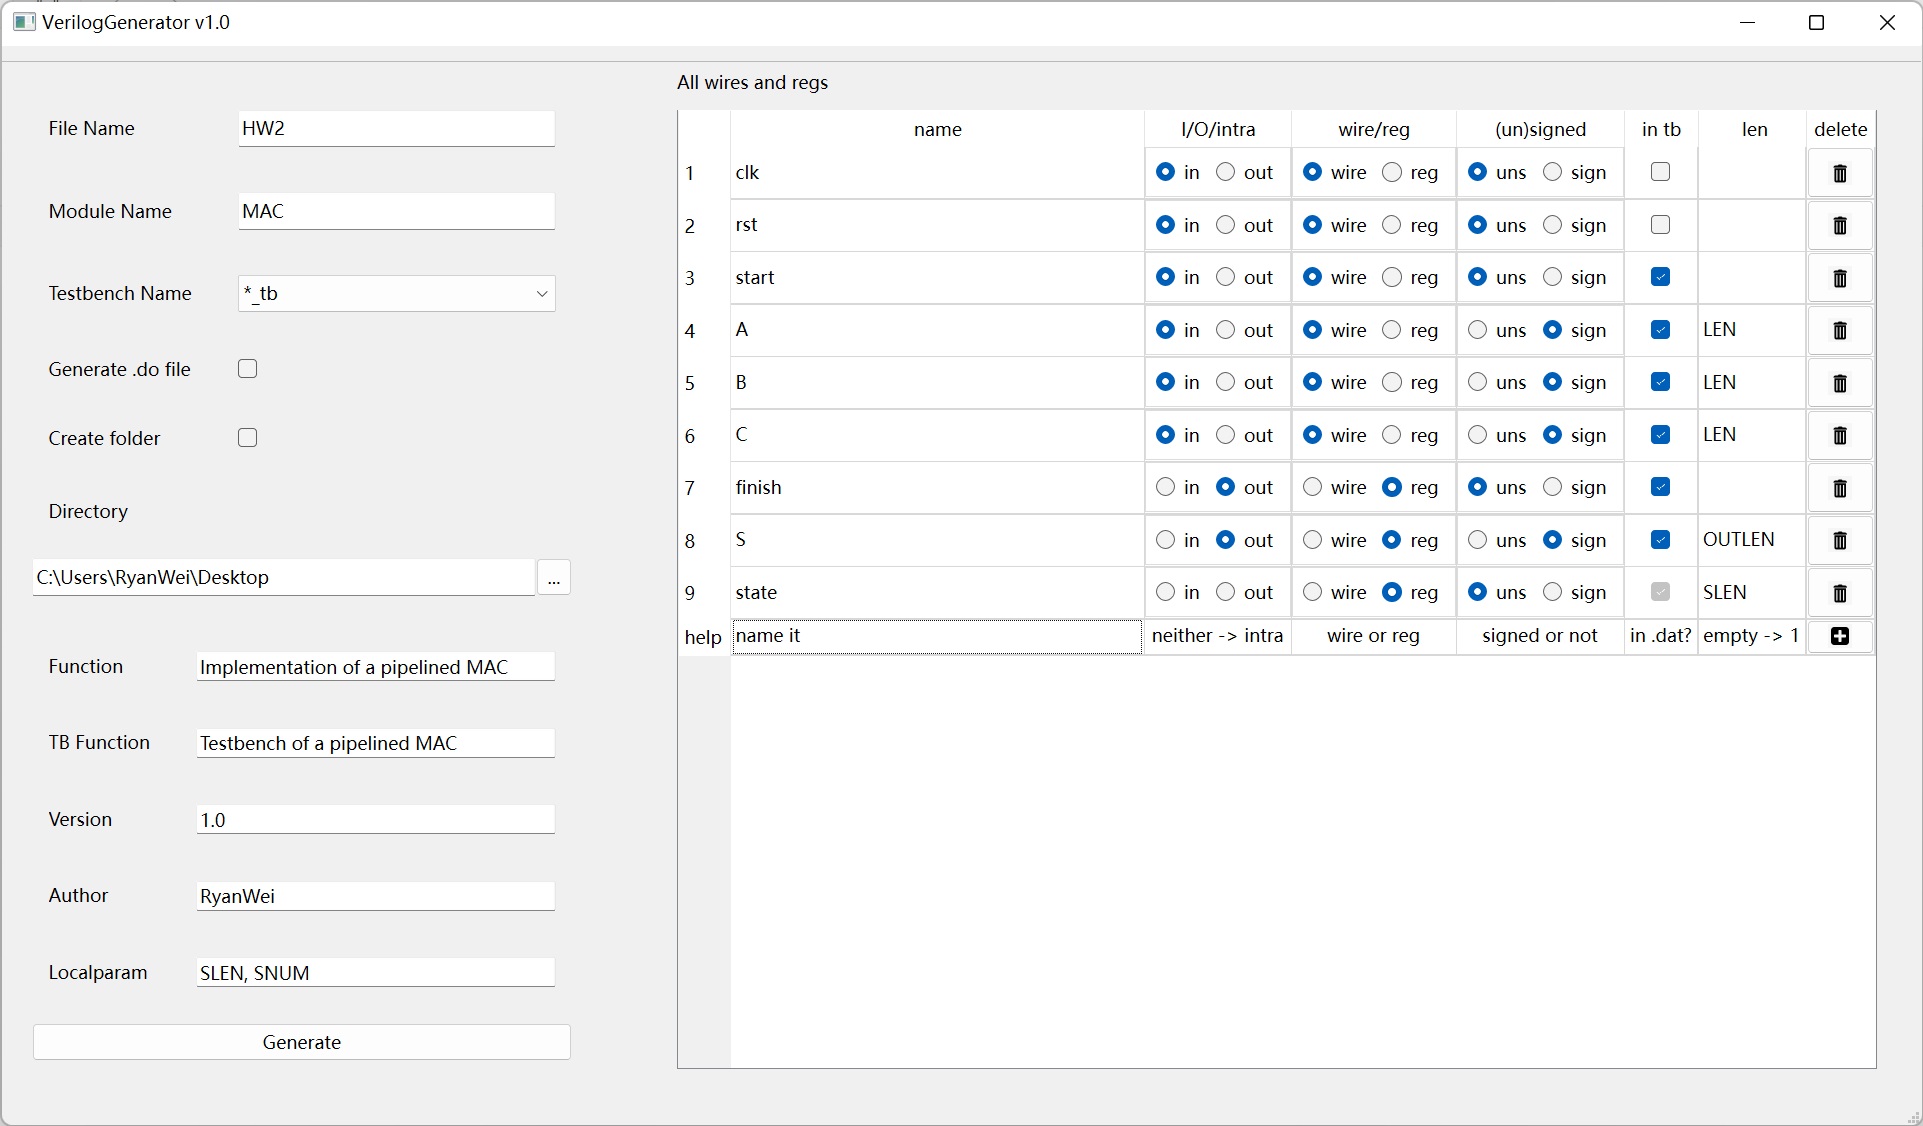 VerilogGenerator v1.0
File Name HW2
Module Name MAC
Testbench Name *_tb
Generate .do file
Create folder
Directory
C:\Users\RyanWei\Desktop ...
Function Implementation of a pipelined MAC
TB Function Testbench of a pipelined MAC
Version 1.0
Author RyanWei
Localparam SLEN, SNUM
Generate
All wires and regs
name I/O/intra wire/reg (un)signed in tb len delete
1 clk in out wire reg uns sign
2 rst in out wire reg uns sign
3 start in out wire reg uns sign
4 A in out wire reg uns sign LEN
5 B in out wire reg uns sign LEN
6 C in out wire reg uns sign LEN
7 finish in out wire reg uns sign
8 S in out wire reg uns sign OUTLEN
9 state in out wire reg uns sign SLEN
help name it neither -> intra wire or reg signed or not in .dat? empty -> 1